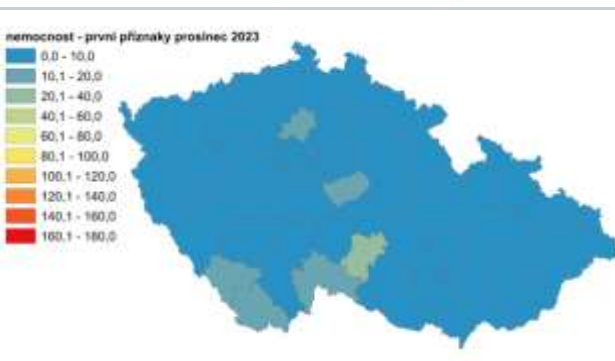 nemocnost - první příznaky prosinec 2023
0,0 - 10,0
10,1 - 20,0
20,1 - 40,0
40,1 - 60,0
60,1 - 80,0
80,1 - 100,0
100,1 - 120,0
120,1 - 140,0
140,1 - 160,0
160,1 - 180,0